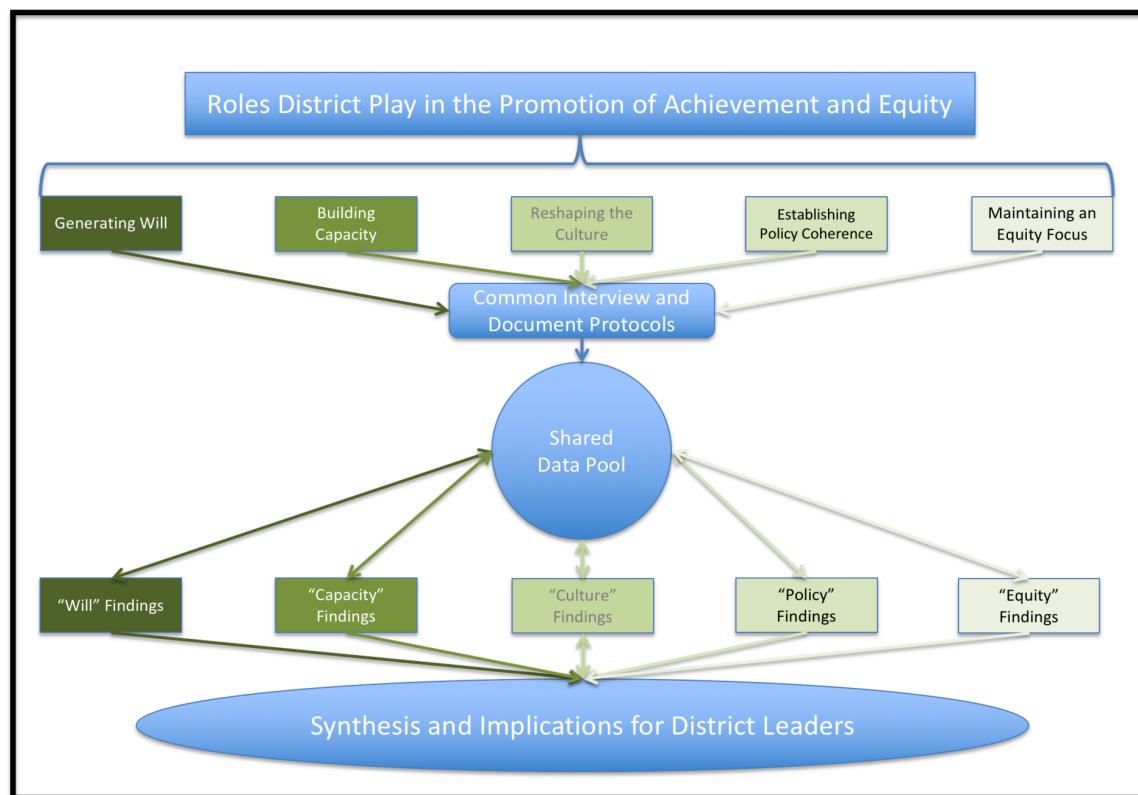 Roles District Play in the Promotion of Achievement and Equity
Generating Will
Building
Capacity
Reshaping the
Culture
Establishing
Policy Coherence
Maintaining an
Equity Focus
Common Interview and
Document Protocols
Shared
Data Pool
“Will” Findings
“Capacity”
Findings
“Culture”
Findings
“Policy”
Findings
“Equity”
Findings
Synthesis and Implications for District Leaders